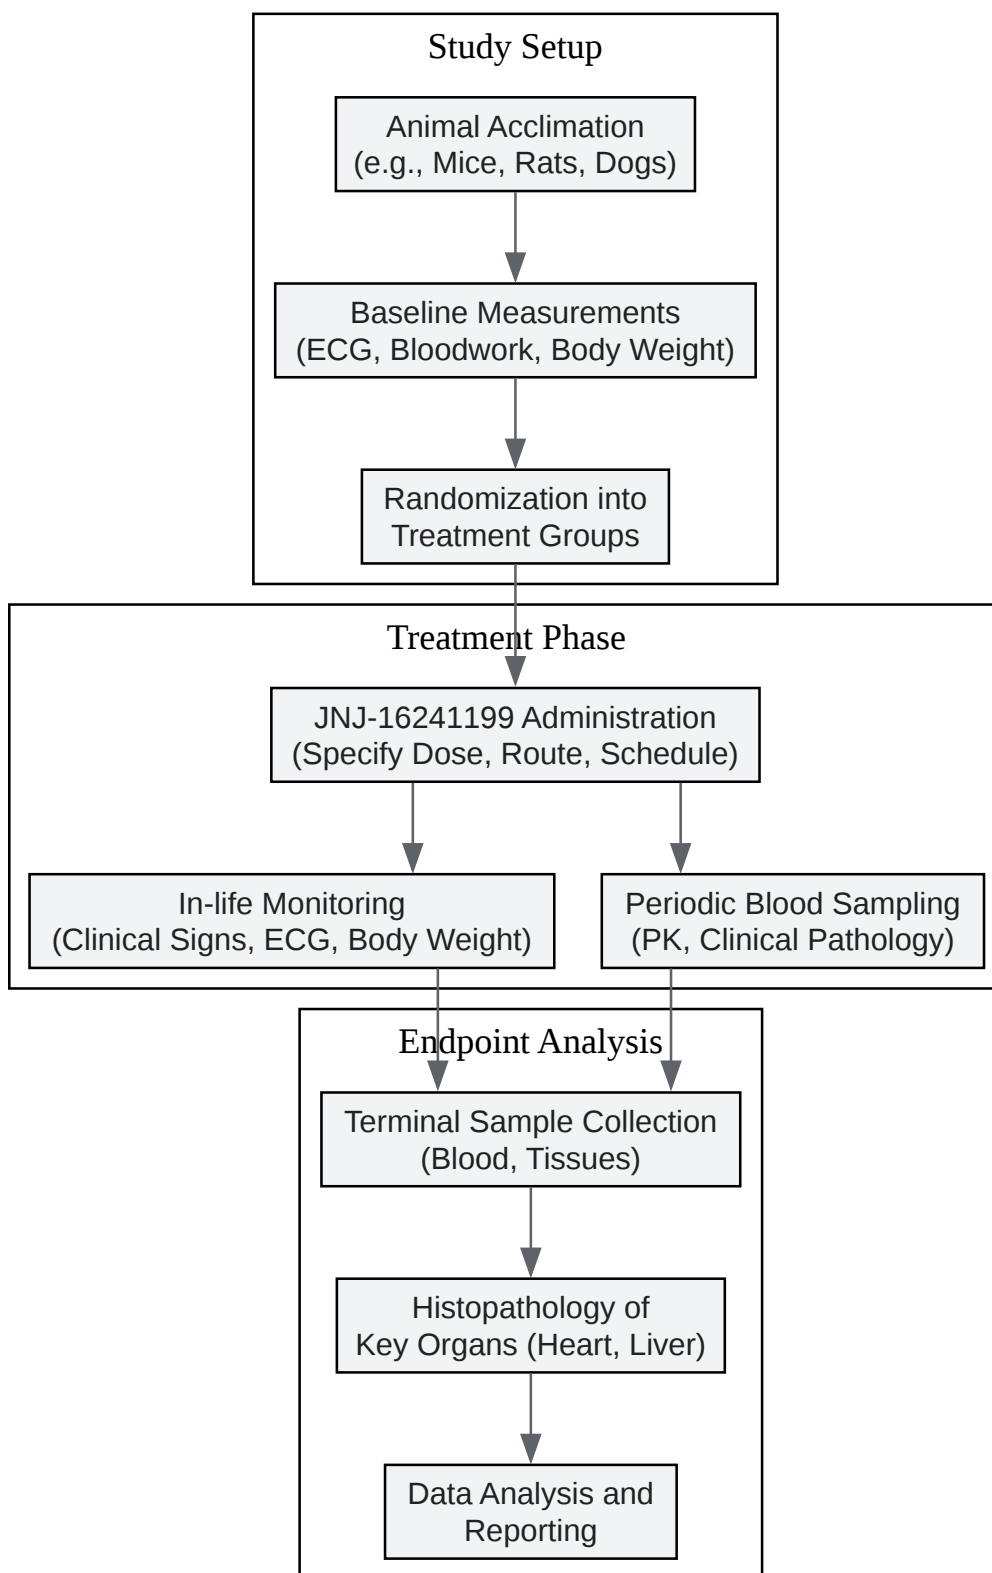 Study Setup
Animal Acclimation
(e.g., Mice, Rats, Dogs)
Baseline Measurements
(ECG, Bloodwork, Body Weight)
Randomization into
Treatment Groups
Treatment Phase
JNJ-16241199 Administration
(Specify Dose, Route, Schedule)
In-life Monitoring
(Clinical Signs, ECG, Body Weight)
Periodic Blood Sampling
(PK, Clinical Pathology)
Endpoint Analysis
Terminal Sample Collection
(Blood, Tissues)
Histopathology of
Key Organs (Heart, Liver)
Data Analysis and
Reporting